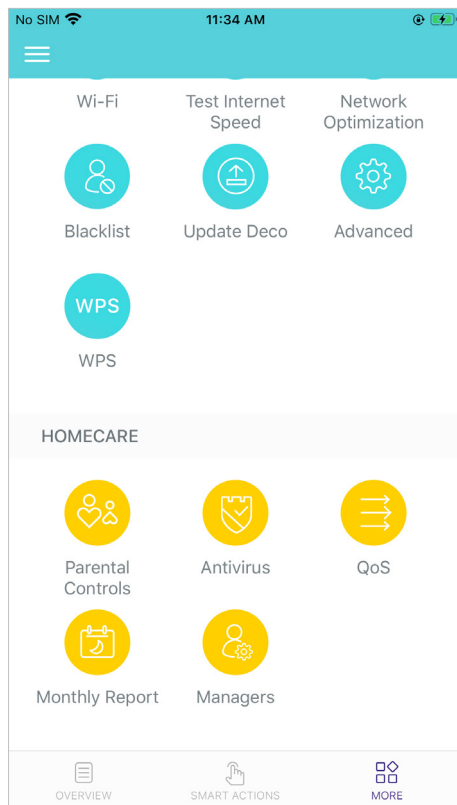 No SIM 11:34 AM
Wi-Fi Test Internet Speed Network Optimization
Blacklist Update Deco Advanced
WPS
WPS
HOMECARE
Parental Controls Antivirus QoS
Monthly Report Managers
OVERVIEW SMART ACTIONS MORE